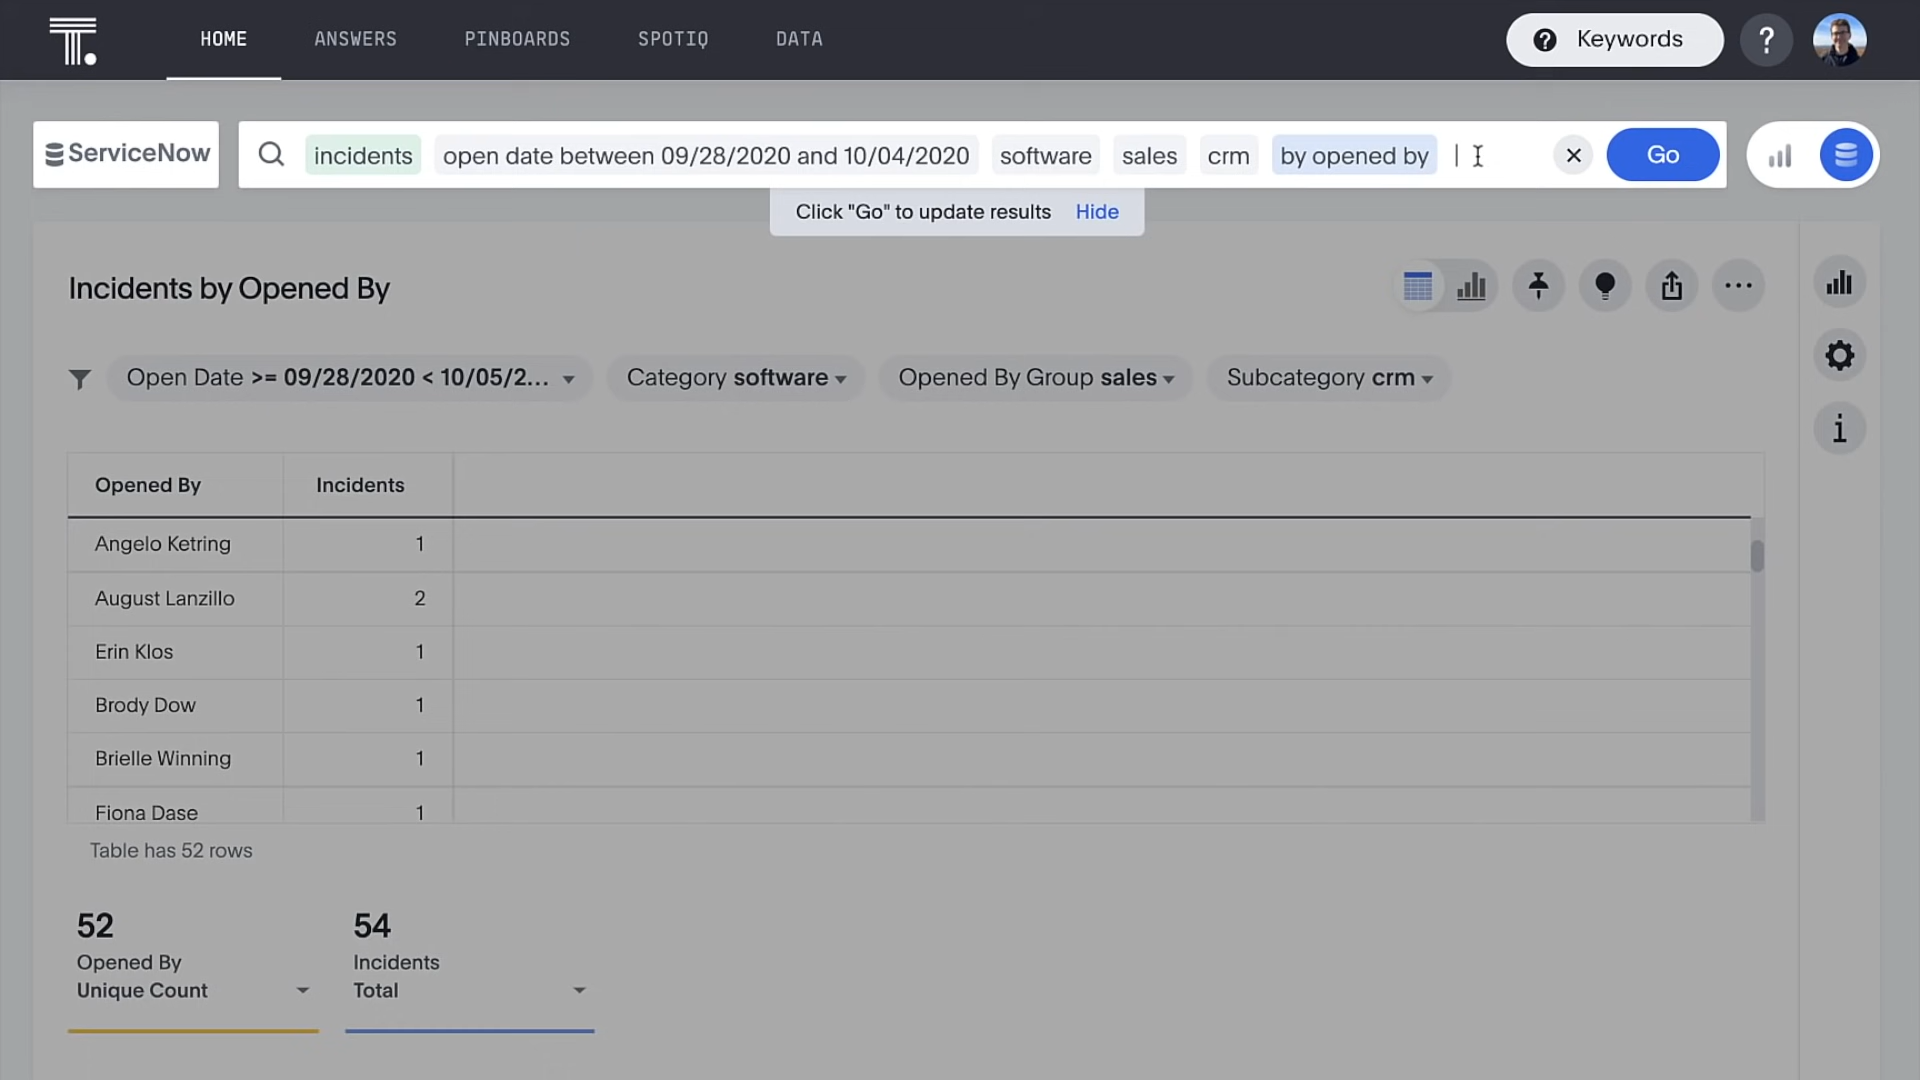 T.
HOME
ANSWERS
PINBOARDS
SPOTIQ
DATA
? Keywords
?
ServiceNow
incidents open date between 09/28/2020 and 10/04/2020 software sales crm by opened by
Go
Click "Go" to update results Hide
Incidents by Opened By
Open Date >= 09/28/2020 < 10/05/2...
Category software
Opened By Group sales
Subcategory crm
i
Opened By Incidents
Angelo Ketring 1
August Lanzillo 2
Erin Klos 1
Brody Dow 1
Brielle Winning 1
Fiona Dase 1
Table has 52 rows
52
Opened By
Unique Count
54
Incidents
Total